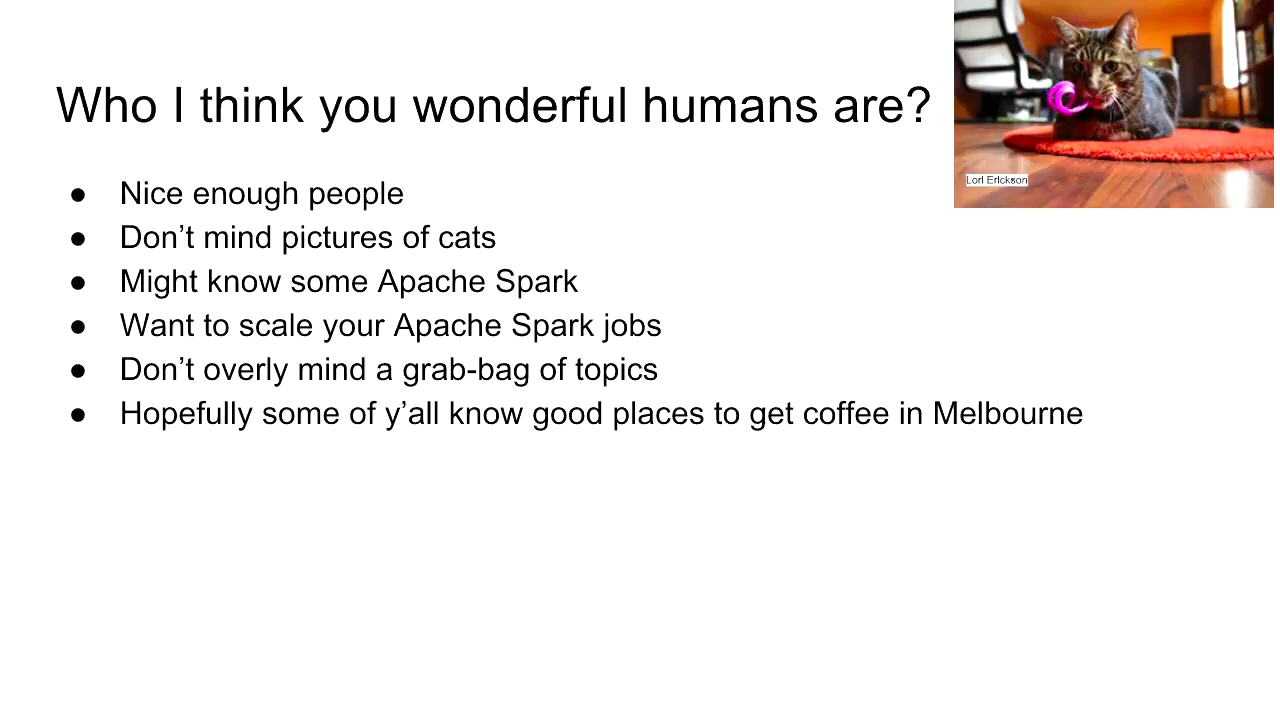 Who I think you wonderful humans are?
● Nice enough people
● Don’t mind pictures of cats
● Might know some Apache Spark
● Want to scale your Apache Spark jobs
● Don’t overly mind a grab-bag of topics
● Hopefully some of y’all know good places to get coffee in Melbourne
Lori Erickson